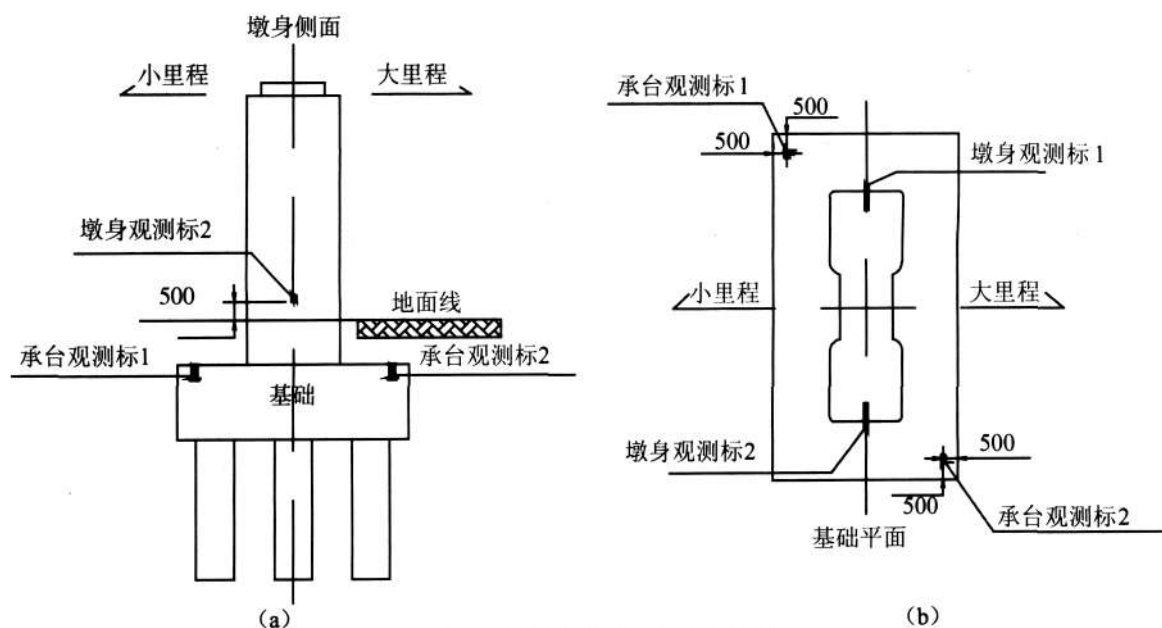 墩身侧面
小里程
大里程
墩身观测标2
500
地面线
承台观测标1
承台观测标2
基础
(a)
承台观测标1
500
500
墩身观测标1
小里程
大里程
墩身观测标2
500
500
承台观测标2
基础平面
(b)